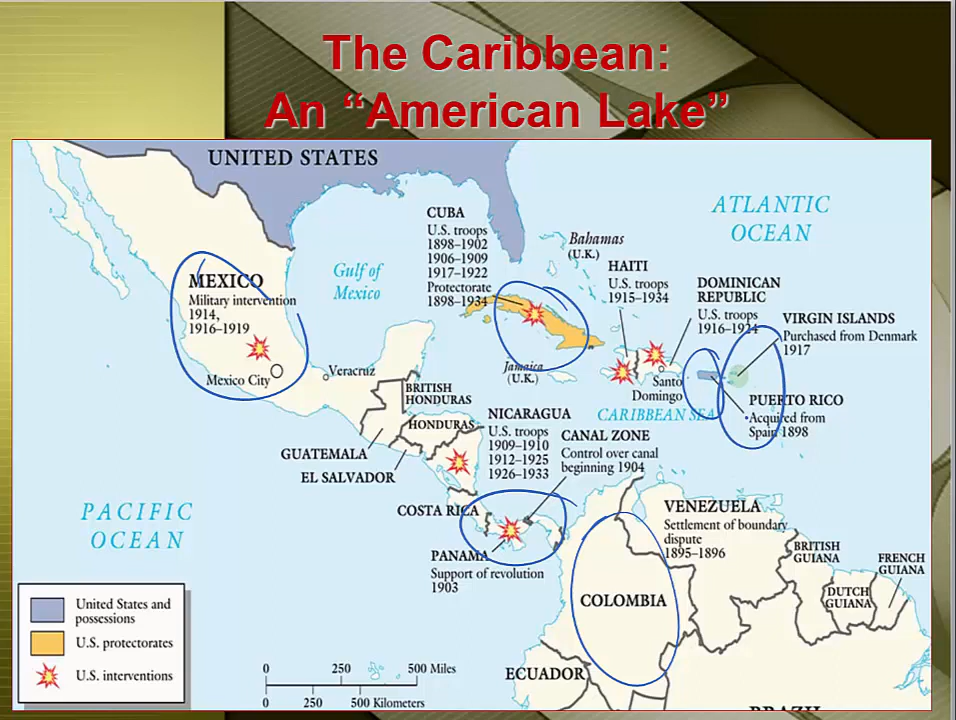 The Caribbean:
An “American Lake”
UNITED STATES
ATLANTIC
OCEAN
CUBA
U.S. troops
1898–1902
1906–1909
1917–1922
Protectorate
1898–1934
Bahamas
(U.K.)
Gulf of
Mexico
HAITI
U.S. troops
1915–1934
DOMINICAN
REPUBLIC
U.S. troops
1916–1924
MEXICO
Military intervention
1914,
1916–1919
VIRGIN ISLANDS
Purchased from Denmark
1917
Mexico City
Veracruz
Jamaica
(U.K.)
Santo
Domingo
BRITISH
HONDURAS
CARIBBEAN SEA
PUERTO RICO
Acquired from
Spain 1898
HONDURAS
NICARAGUA
U.S. troops
1909–1910
1912–1925
1926–1933
CANAL ZONE
Control over canal
beginning 1904
GUATEMALA
EL SALVADOR
COSTA RICA
PACIFIC
OCEAN
VENEZUELA
Settlement of boundary
dispute
1895–1896
PANAMA
Support of revolution
1903
BRITISH
GUIANA
FRENCH
GUIANA
DUTCH
GUIANA
COLOMBIA
ECUADOR
United States and
possessions
U.S. protectorates
U.S. interventions
0 250 500 Miles
0 250 500 Kilometers
BRAZIL